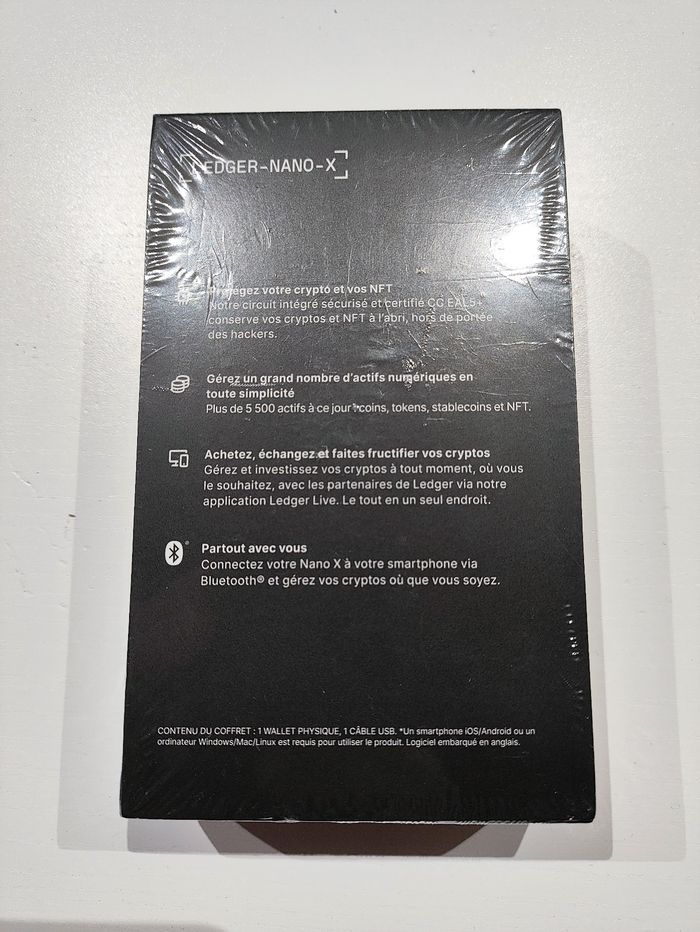 LEDGER-NANO-X
Protégez votre crypto et vos NFT
Notre circuit intégré sécurisé et certifié CC EAL5+
conserve vos cryptos et NFT à l'abri, hors de portée
des hackers.
Gérez un grand nombre d'actifs numériques en
toute simplicité
Plus de 5 500 actifs à ce jour : coins, tokens, stablecoins et NFT.
Achetez, échangez et faites fructifier vos cryptos
Gérez et investissez vos cryptos à tout moment, où vous
le souhaitez, avec les partenaires de Ledger via notre
application Ledger Live. Le tout en un seul endroit.
Partout avec vous
Connectez votre Nano X à votre smartphone via
Bluetooth® et gérez vos cryptos où que vous soyez.
CONTENU DU COFFRET : 1 WALLET PHYSIQUE, 1 CÂBLE USB. *Un smartphone iOS/Android ou un
ordinateur Windows/Mac/Linux est requis pour utiliser le produit. Logiciel embarqué en anglais.